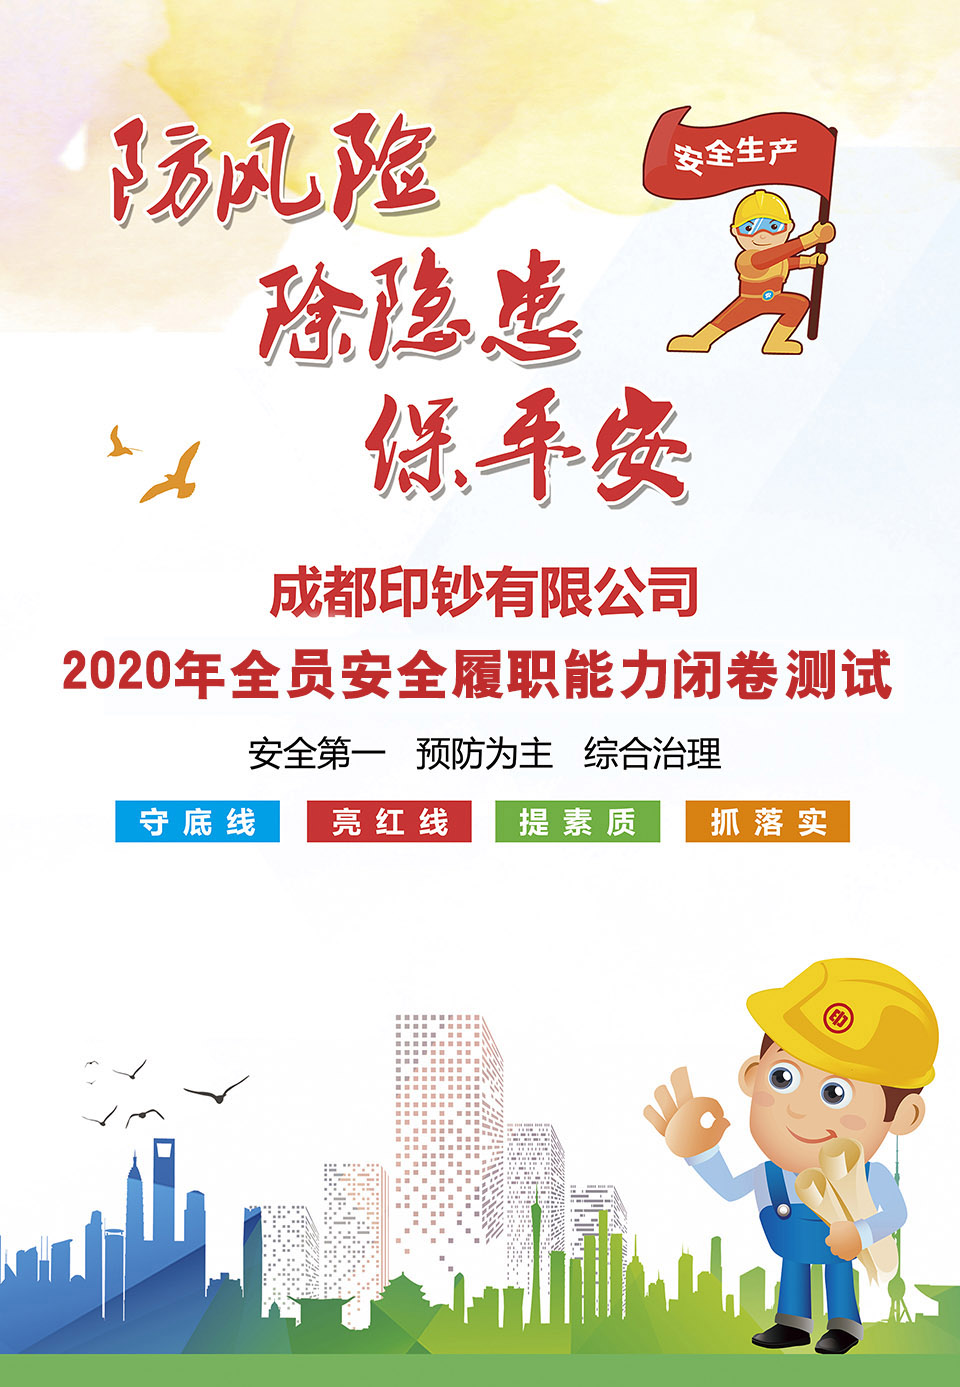 防风险
安全生产
除隐患
保平安
成都印钞有限公司
2020年全员安全履职能力闭卷测试
安全第一 预防为主 综合治理
守底线 亮红线 提素质 抓落实
印